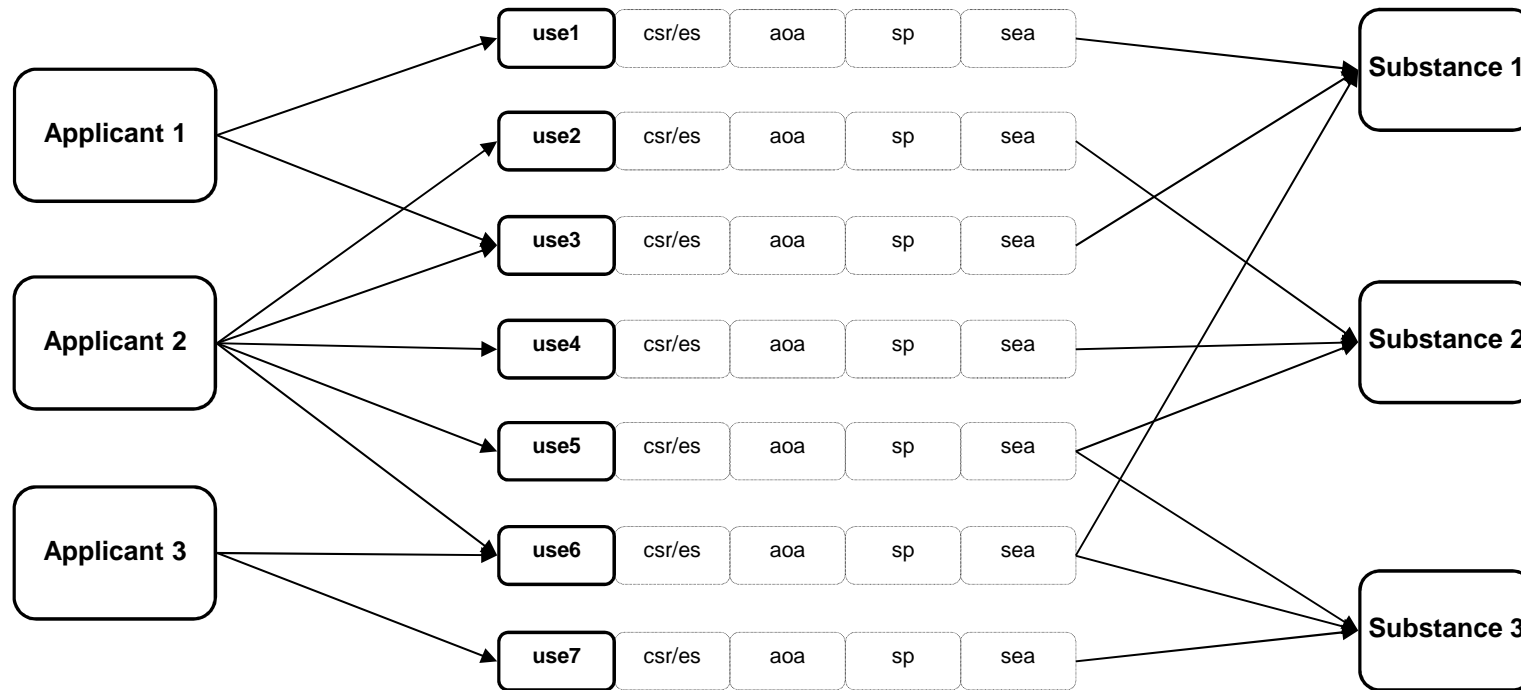 use1 csr/es aoa sp sea
Substance 1
Applicant 1
use2 csr/es aoa sp sea
use3 csr/es aoa sp sea
Applicant 2
use4 csr/es aoa sp sea
Substance 2
use5 csr/es aoa sp sea
Applicant 3
use6 csr/es aoa sp sea
Substance 3
use7 csr/es aoa sp sea